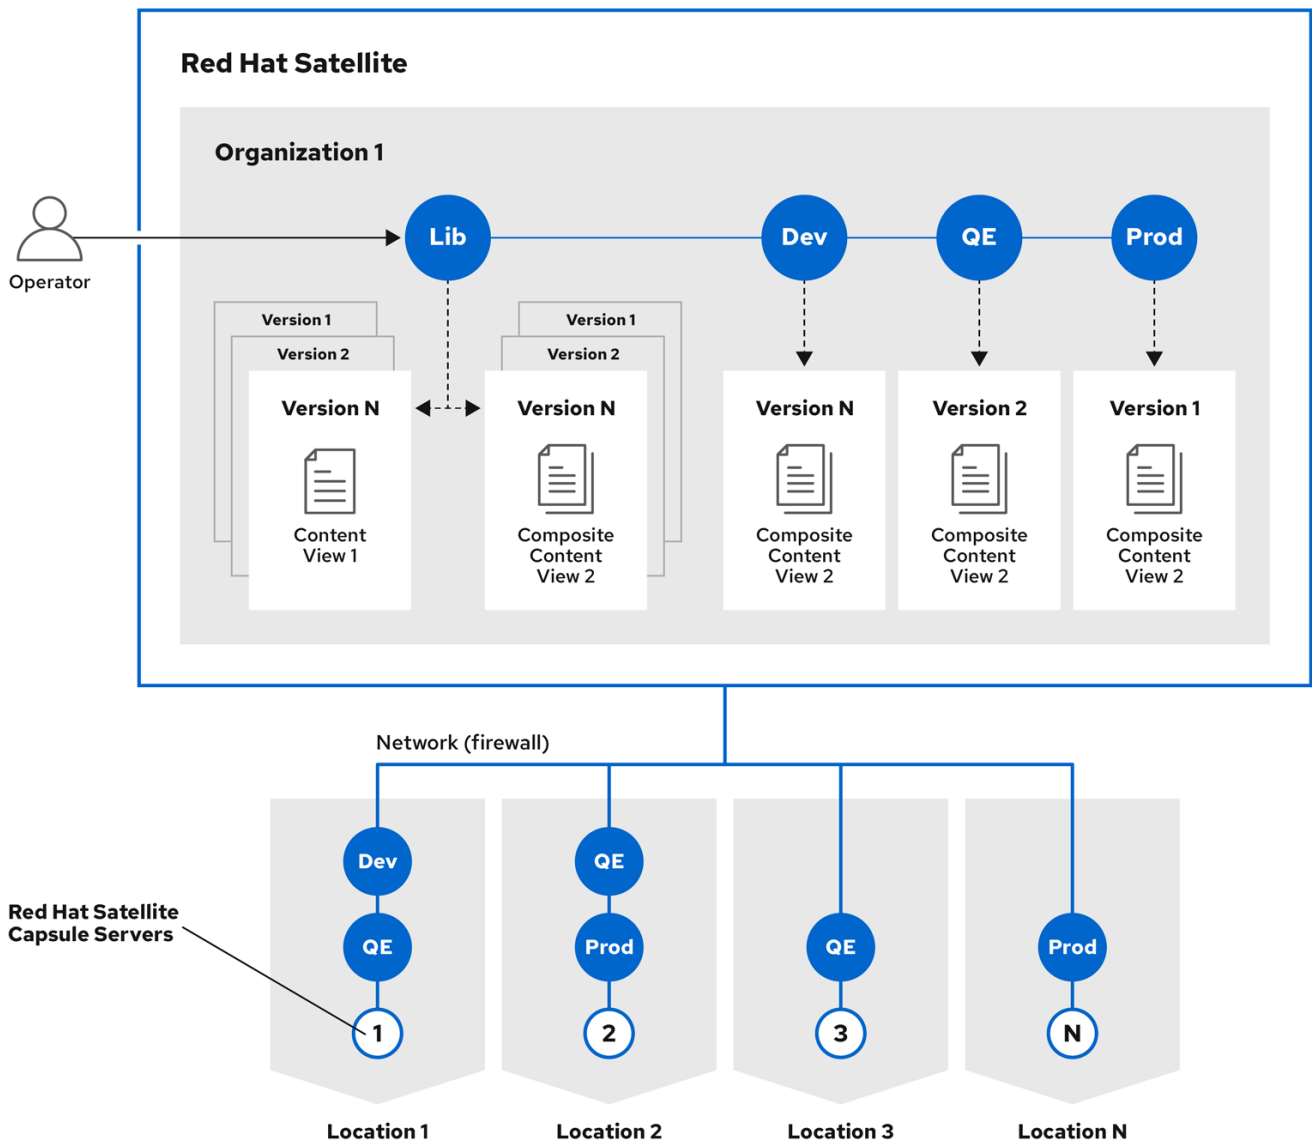 Red Hat Satellite
Organization 1
Operator
Lib
Dev
QE
Prod
Version 1
Version 2
Version N
Content
View 1
Version 1
Version 2
Version N
Composite
Content
View 2
Version N
Composite
Content
View 2
Version 2
Composite
Content
View 2
Version 1
Composite
Content
View 2
Network (firewall)
Red Hat Satellite
Capsule Servers
Dev
QE
1
Location 1
QE
Prod
2
Location 2
QE
3
Location 3
Prod
N
Location N